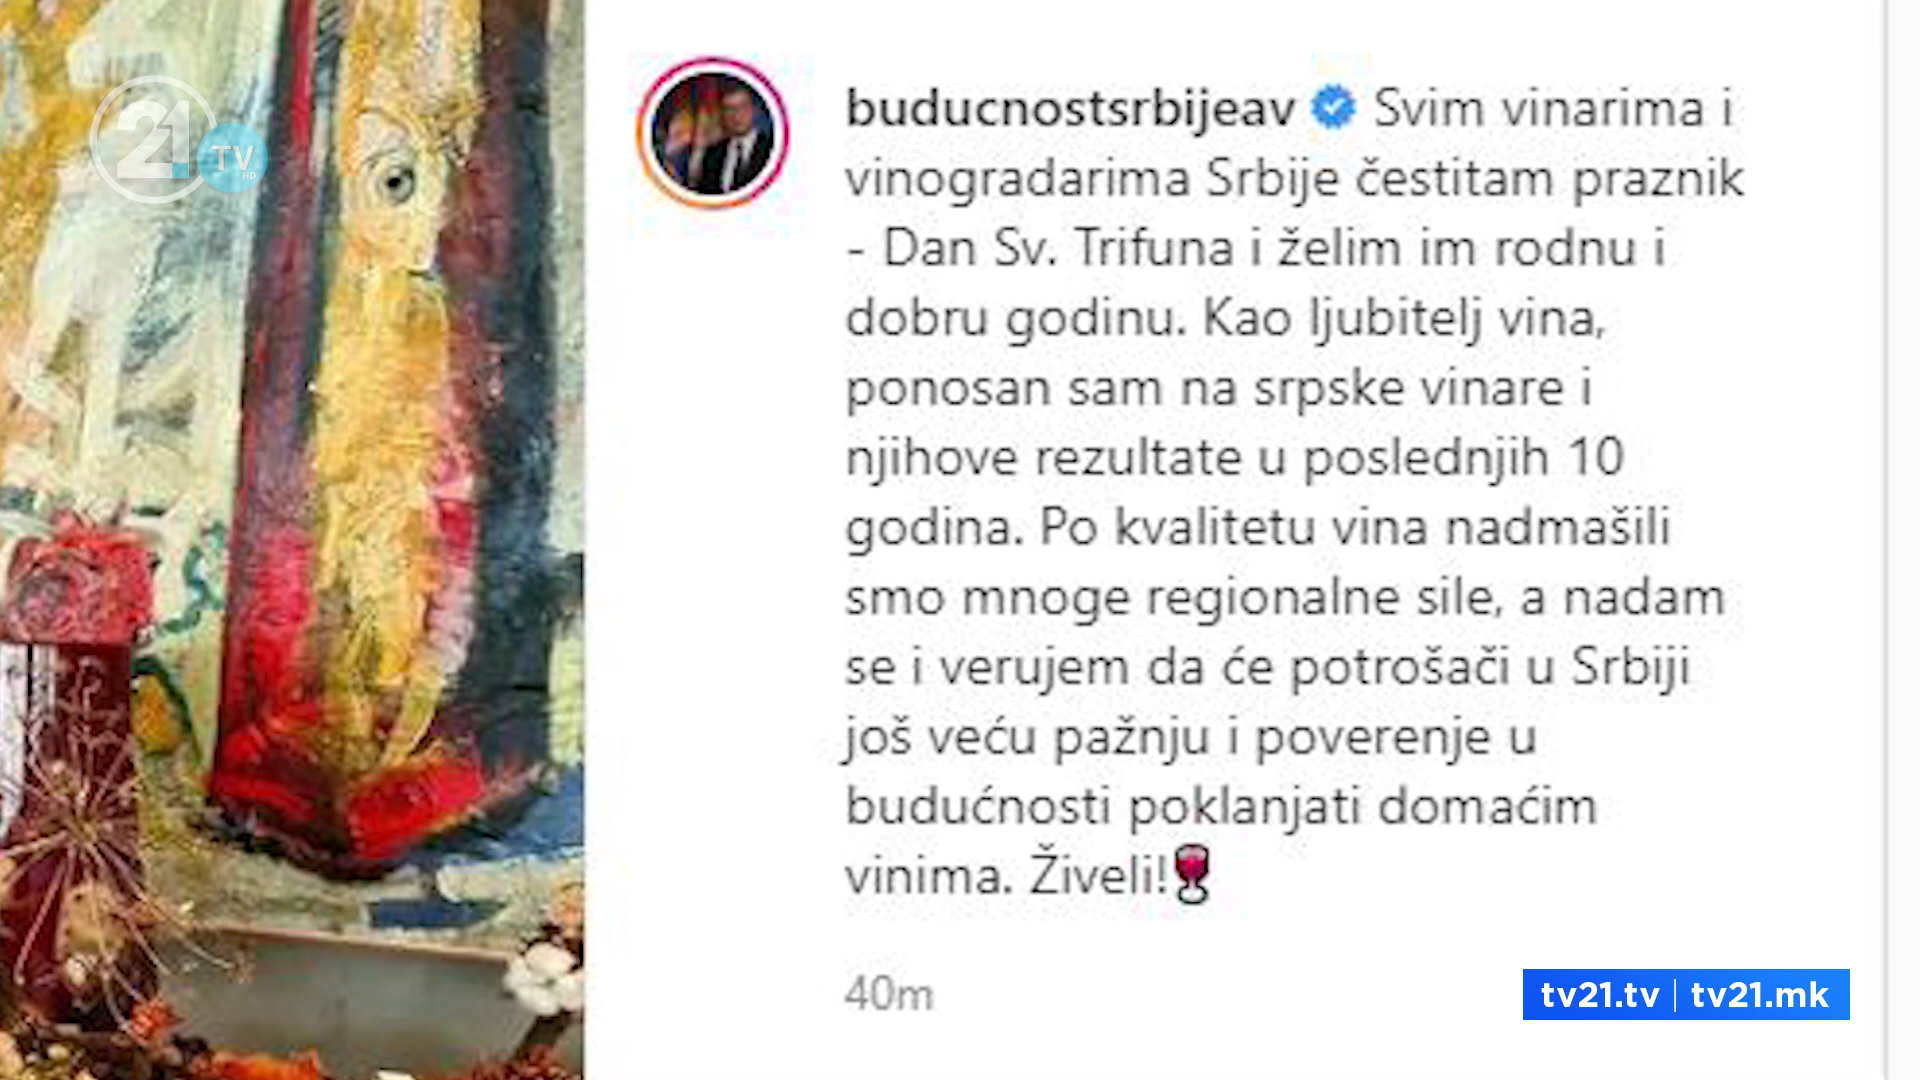 21 TV HD
buducnostsrbijeav Svim vinarima i
vinogradarima Srbije čestitam praznik
- Dan Sv. Trifuna i želim im rodnu i
dobru godinu. Kao ljubitelj vina,
ponosan sam na srpske vinare i
njihove rezultate u poslednjih 10
godina. Po kvalitetu vina nadmašili
smo mnoge regionalne sile, a nadam
se i verujem da će potrošači u Srbiji
još veću pažnju i poverenje u
budućnosti poklanjati domaćim
vinima. Živeli!🍷
40m
tv21.tv | tv21.mk